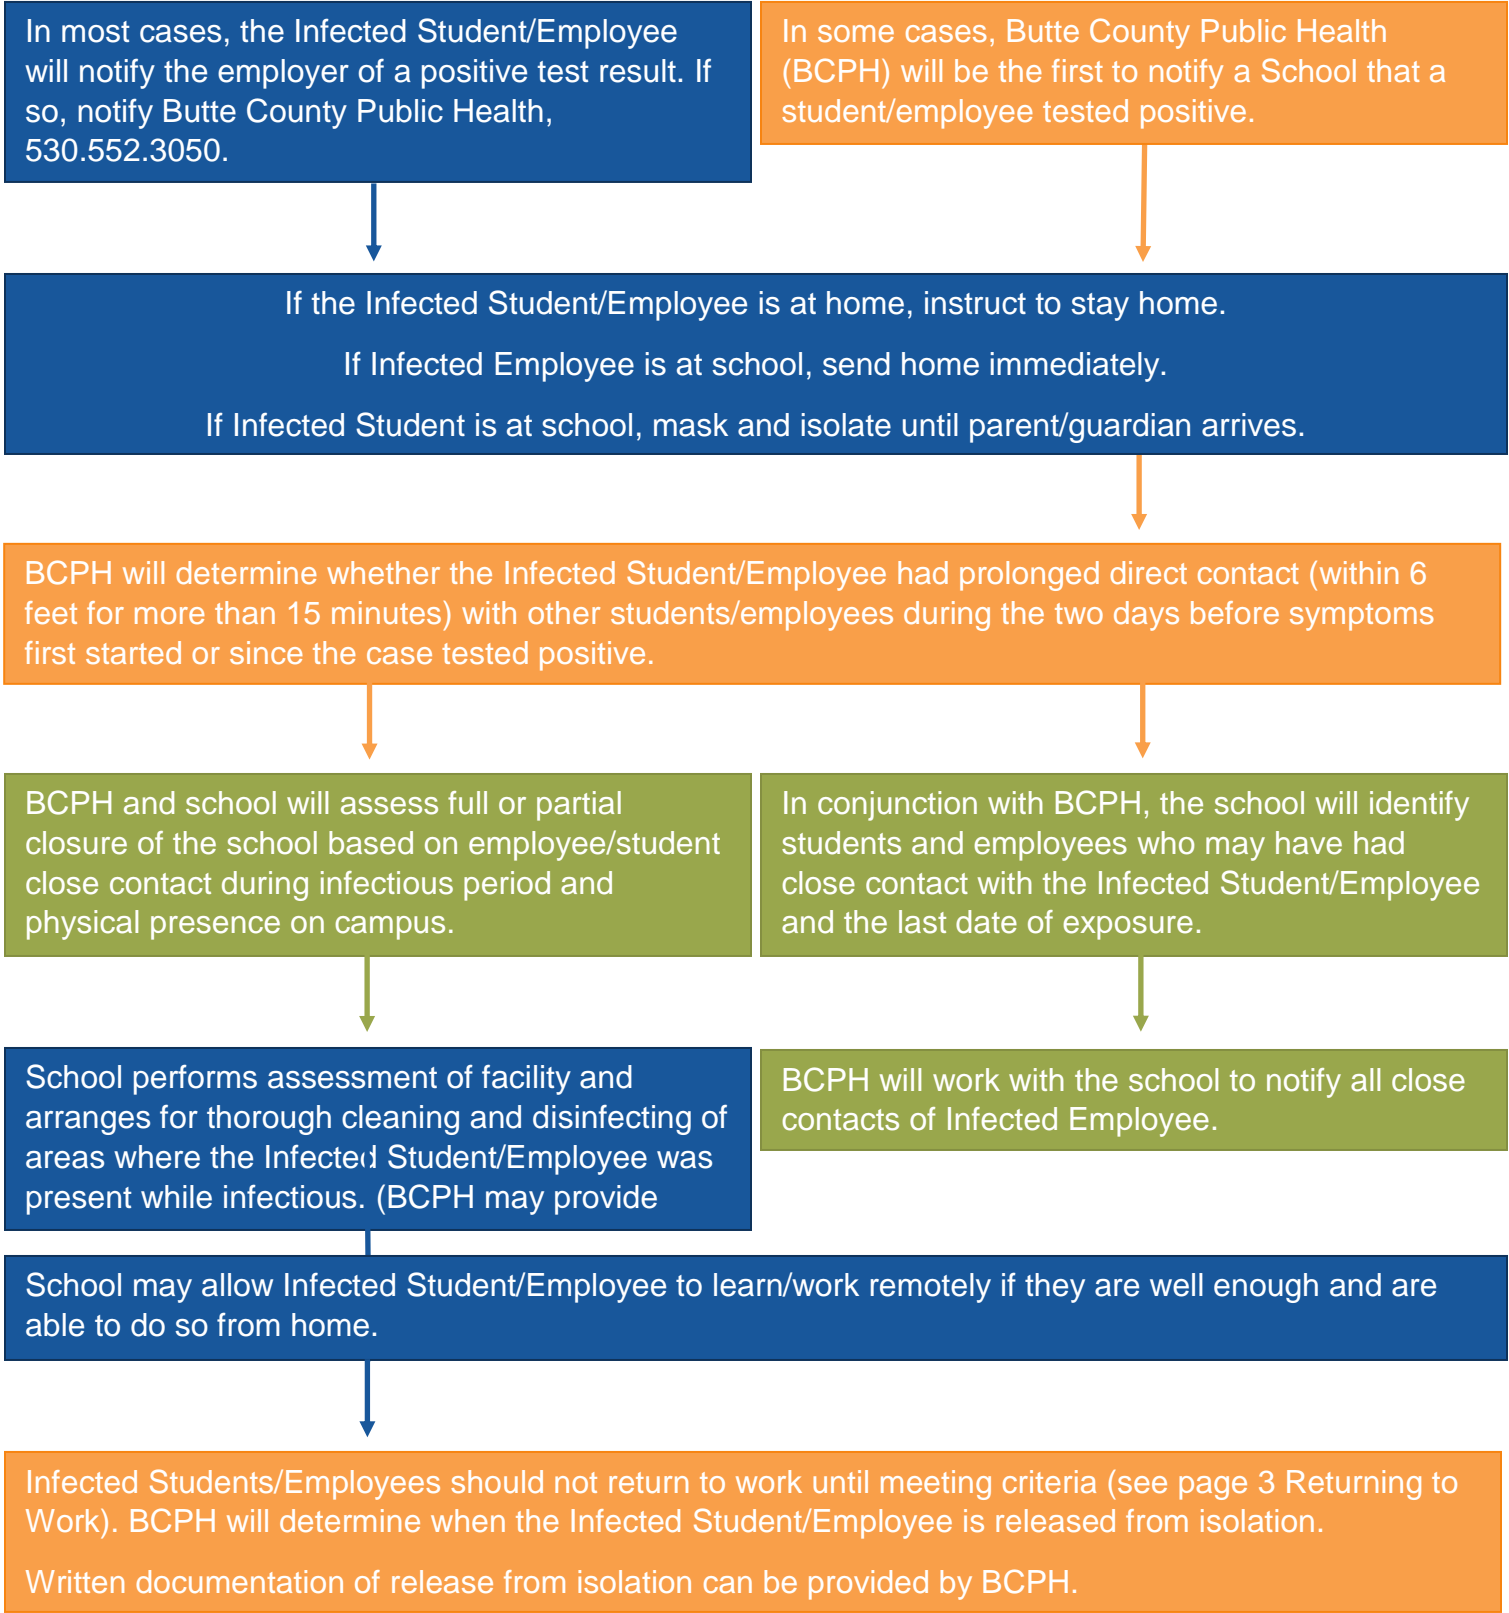 In most cases, the Infected Student/Employee
will notify the employer of a positive test result. If
so, notify Butte County Public Health,
530.552.3050.
In some cases, Butte County Public Health
(BCPH) will be the first to notify a School that a
student/employee tested positive.
If the Infected Student/Employee is at home, instruct to stay home.
If Infected Employee is at school, send home immediately.
If Infected Student is at school, mask and isolate until parent/guardian arrives.
BCPH will determine whether the Infected Student/Employee had prolonged direct contact (within 6
feet for more than 15 minutes) with other students/employees during the two days before symptoms
first started or since the case tested positive.
BCPH and school will assess full or partial
closure of the school based on employee/student
close contact during infectious period and
physical presence on campus.
In conjunction with BCPH, the school will identify
students and employees who may have had
close contact with the Infected Student/Employee
and the last date of exposure.
School performs assessment of facility and
arranges for thorough cleaning and disinfecting of
areas where the Infected Student/Employee was
present while infectious. (BCPH may provide
BCPH will work with the school to notify all close
contacts of Infected Employee.
School may allow Infected Student/Employee to learn/work remotely if they are well enough and are
able to do so from home.
Infected Students/Employees should not return to work until meeting criteria (see page 3 Returning to
Work). BCPH will determine when the Infected Student/Employee is released from isolation.
Written documentation of release from isolation can be provided by BCPH.